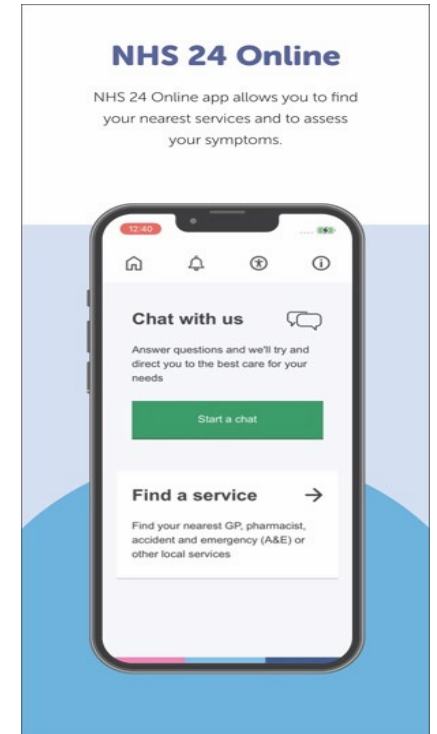 NHS 24 Online
NHS 24 Online app allows you to find
your nearest services and to assess
your symptoms.
12:40
Chat with us
Answer questions and we'll try and
direct you to the best care for your
needs
Start a chat
Find a service
Find your nearest GP, pharmacist,
accident and emergency (A&E) or
other local services